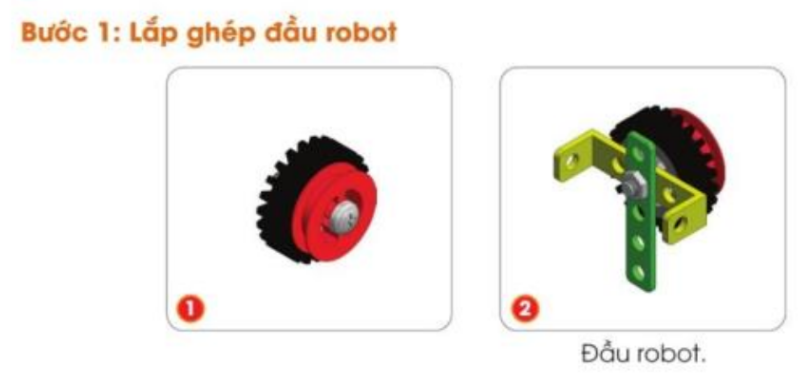 Bước 1: Lắp ghép đầu robot
1
2
Đầu robot.